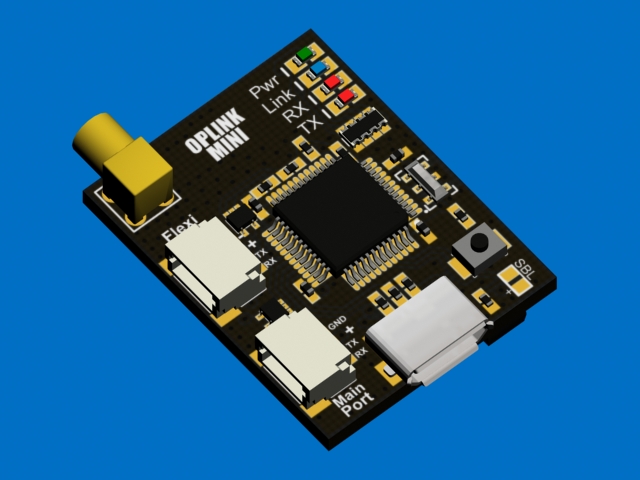 Pwr
Link
RX
TX
OPLINK
MINI
Flexi
+
TX
RX
GND
+
TX
RX
Main
Port
SBL
+